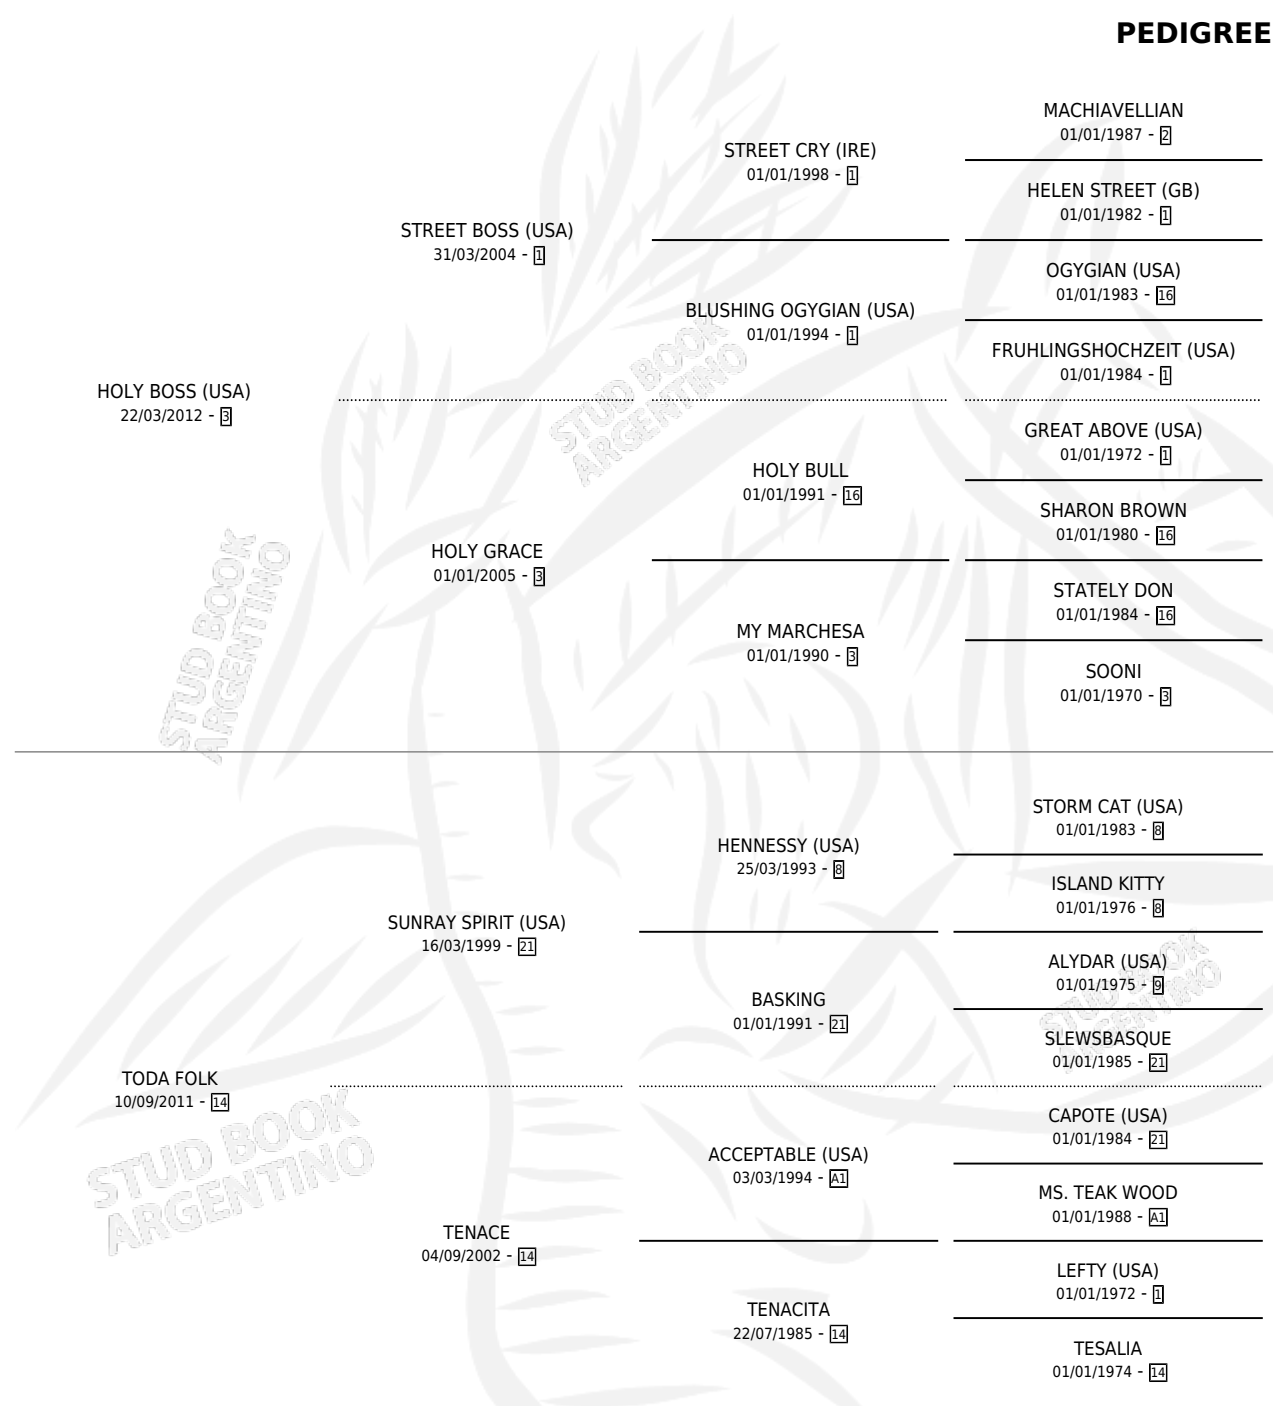 PEDIGREE
MACHIAVELLIAN
01/01/1987 - 2
STREET CRY (IRE)
01/01/1998 - 1
HELEN STREET (GB)
01/01/1982 - 1
STREET BOSS (USA)
31/03/2004 - 1
OGYGIAN (USA)
01/01/1983 - 16
BLUSHING OGYGIAN (USA)
01/01/1994 - 1
FRUHLINGSHOCHZEIT (USA)
01/01/1984 - 1
HOLY BOSS (USA)
22/03/2012 - 3
GREAT ABOVE (USA)
01/01/1972 - 1
HOLY BULL
01/01/1991 - 16
SHARON BROWN
01/01/1980 - 16
HOLY GRACE
01/01/2005 - 3
STATELY DON
01/01/1984 - 16
MY MARCHESA
01/01/1990 - 3
SOONI
01/01/1970 - 3
STORM CAT (USA)
01/01/1983 - 8
HENNESSY (USA)
25/03/1993 - 8
ISLAND KITTY
01/01/1976 - 8
SUNRAY SPIRIT (USA)
16/03/1999 - 21
ALYDAR (USA)
01/01/1975 - 9
BASKING
01/01/1991 - 21
SLEWSBASQUE
01/01/1985 - 21
TODA FOLK
10/09/2011 - 14
CAPOTE (USA)
01/01/1984 - 21
ACCEPTABLE (USA)
03/03/1994 - A1
MS. TEAK WOOD
01/01/1988 - A1
TENACE
04/09/2002 - 14
LEFTY (USA)
01/01/1972 - 1
TENACITA
22/07/1985 - 14
TESALIA
01/01/1974 - 14
STUD BOOK
ARGENTINO
STUD BOOK
ARGENTINO
STUD BOOK
ARGENTINO
STUD BOOK
ARGENTINO